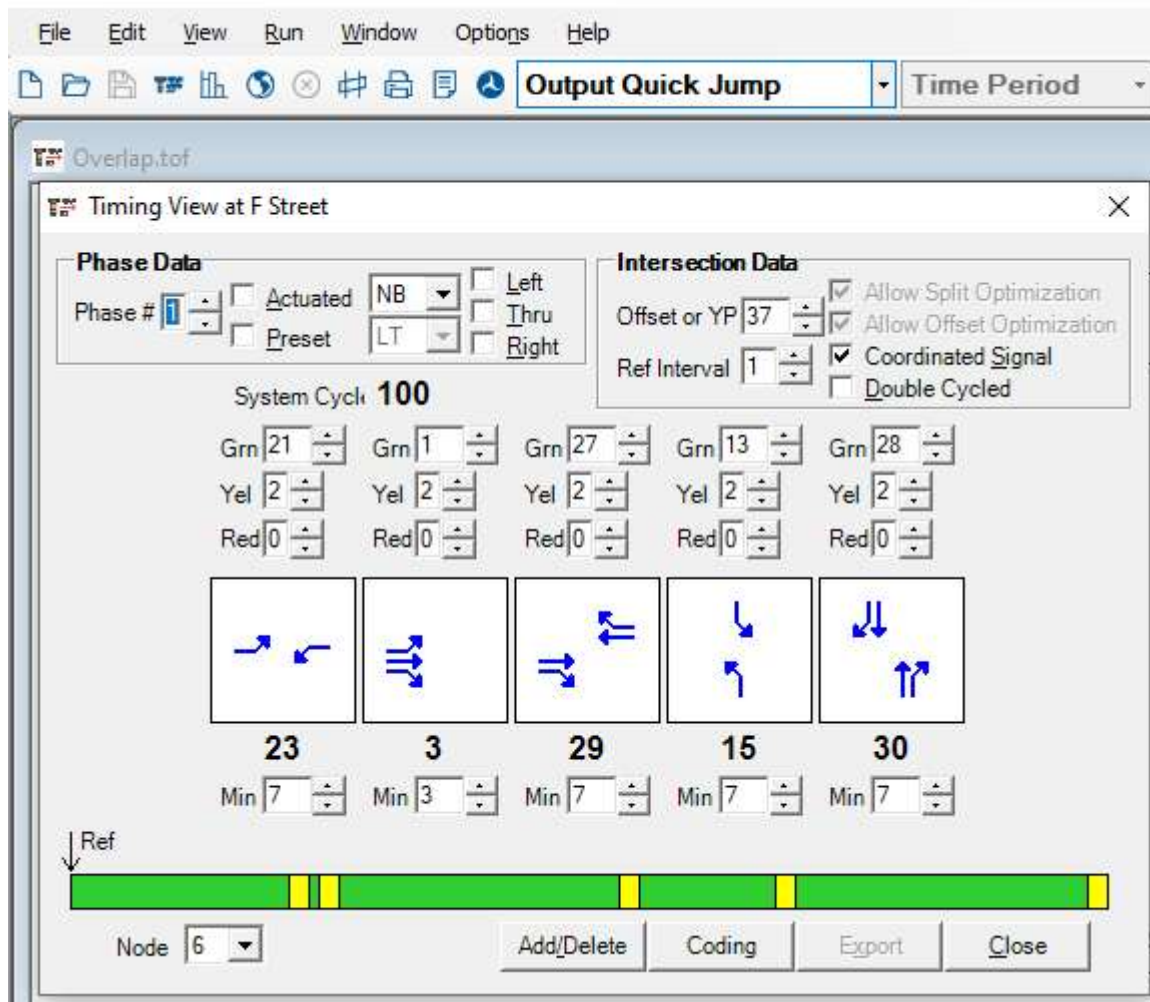 File Edit View Run Window Options Help
Output Quick Jump Time Period
Overlap.tof
Timing View at F Street
Phase Data
Phase # 1
Actuated
Preset
NB
LT
Left
Thru
Right
Intersection Data
Offset or YP 37
Ref Interval 1
Allow Split Optimization
Allow Offset Optimization
Coordinated Signal
Double Cycled
System Cycl 100
Grn 21 Grn 1 Grn 27 Grn 13 Grn 28
Yel 2 Yel 2 Yel 2 Yel 2 Yel 2
Red 0 Red 0 Red 0 Red 0 Red 0
23 3 29 15 30
Min 7 Min 3 Min 7 Min 7 Min 7
Ref
Node 6 Add/Delete Coding Export Close